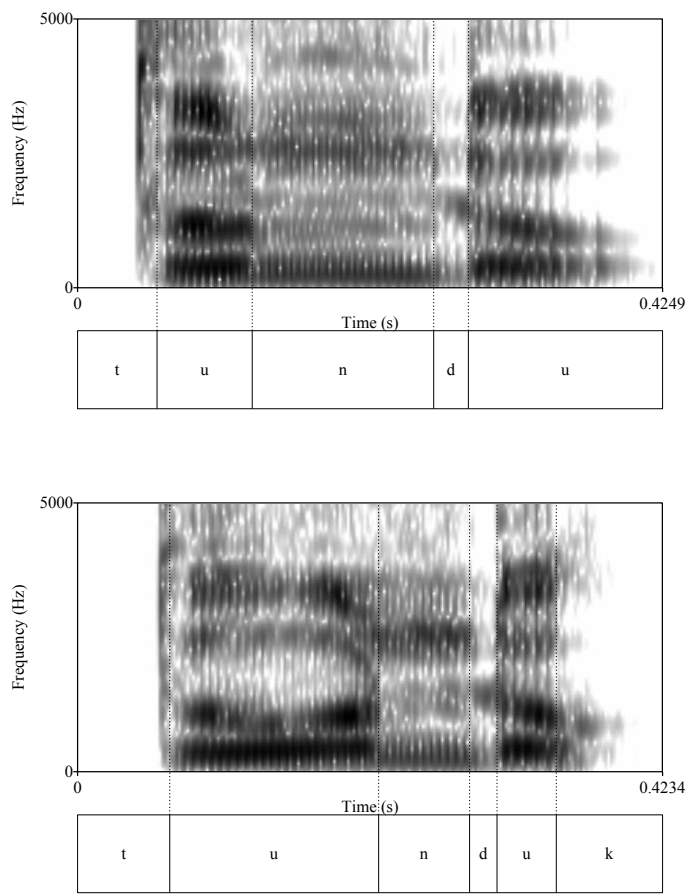 5000
Frequency (Hz)
0
0 0.4249
Time (s)
t u n d u
5000
Frequency (Hz)
0
0 0.4234
Time (s)
t u n d u k